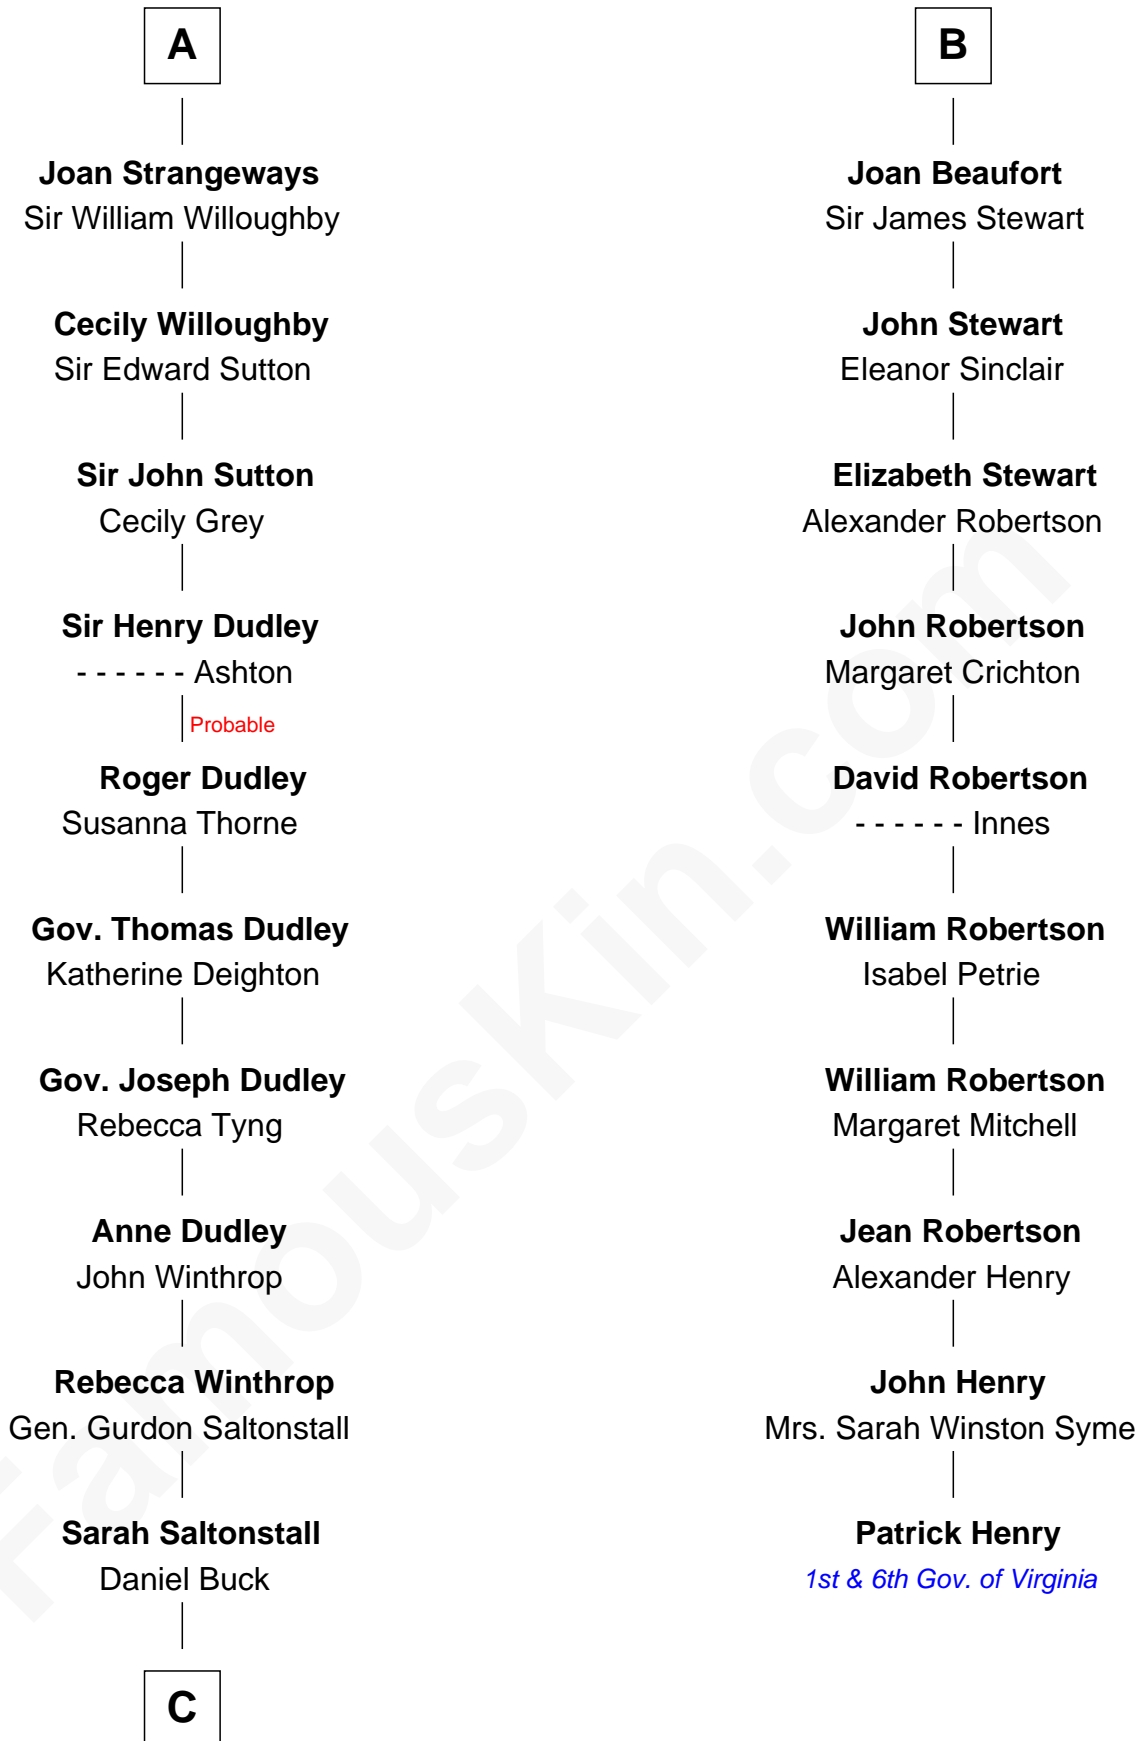 A
Joan Strangeways
Sir William Willoughby
Cecily Willoughby
Sir Edward Sutton
Sir John Sutton
Cecily Grey
Sir Henry Dudley
- - - - - - Ashton
Probable
Roger Dudley
Susanna Thorne
Gov. Thomas Dudley
Katherine Deighton
Gov. Joseph Dudley
Rebecca Tyng
Anne Dudley
John Winthrop
Rebecca Winthrop
Gen. Gurdon Saltonstall
Sarah Saltonstall
Daniel Buck
C
B
Joan Beaufort
Sir James Stewart
John Stewart
Eleanor Sinclair
Elizabeth Stewart
Alexander Robertson
John Robertson
Margaret Crichton
David Robertson
- - - - - - Innes
William Robertson
Isabel Petrie
William Robertson
Margaret Mitchell
Jean Robertson
Alexander Henry
John Henry
Mrs. Sarah Winston Syme
Patrick Henry
1st & 6th Gov. of Virginia
FamousKin.com